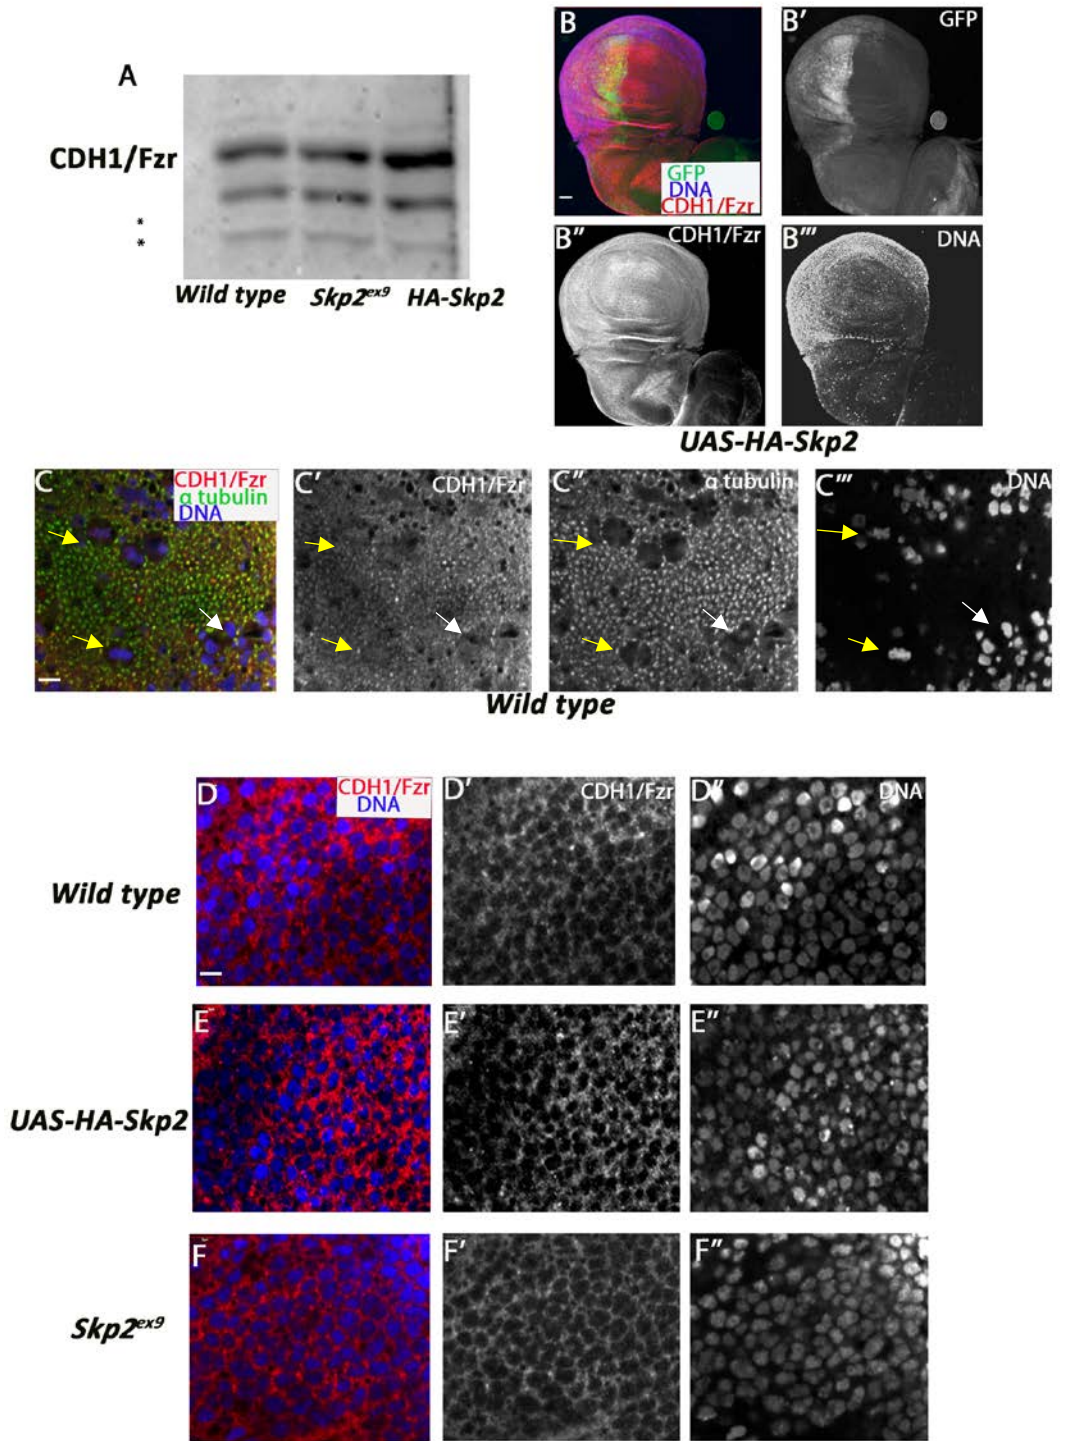 A
CDH1/Fzr
*
*
Wild type Skp2ex9 HA-Skp2
B
GFP
DNA
CDH1/Fzr
B' GFP
B'' CDH1/Fzr
B''' DNA
UAS-HA-Skp2
C
CDH1/Fzr
α tubulin
DNA
C' CDH1/Fzr
C'' α tubulin
C''' DNA
Wild type
D
CDH1/Fzr
DNA
D' CDH1/Fzr
D'' DNA
Wild type
E E' E''
UAS-HA-Skp2
F F' F''
Skp2ex9